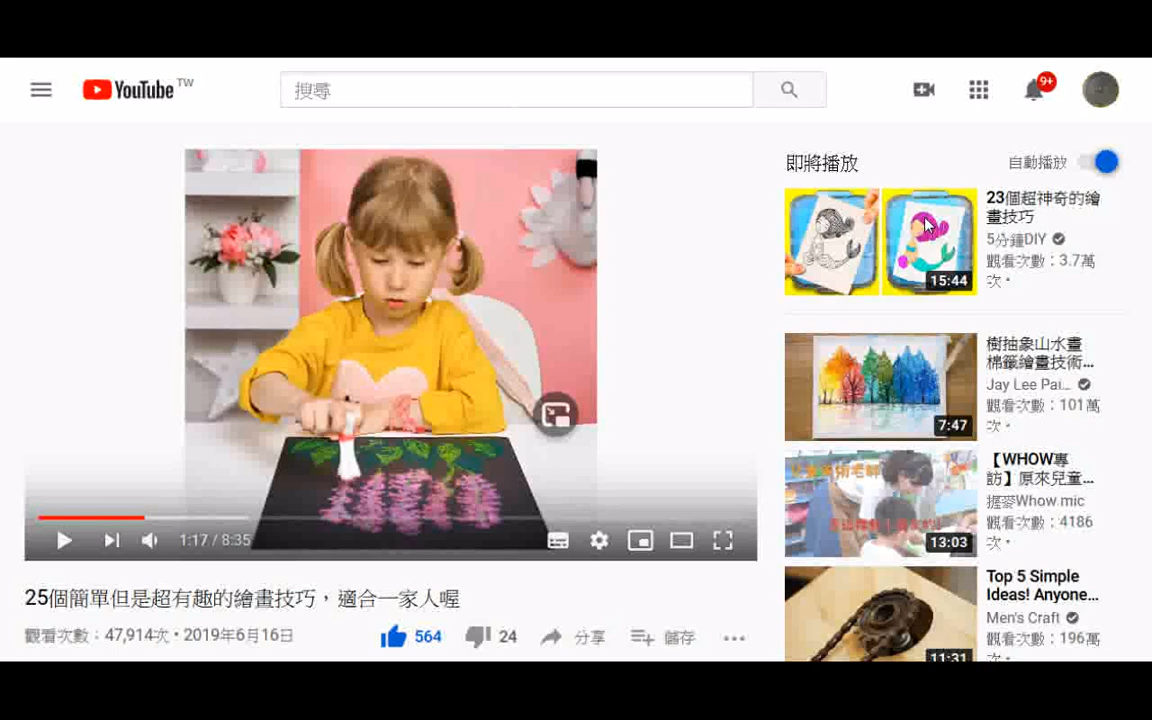 YouTube TW
搜尋
9+
即將播放
自動播放
23個超神奇的繪
畫技巧
5分鐘DIY
觀看次數：3.7萬
次・
15:44
樹抽象山水畫
棉籤繪畫技術...
Jay Lee Pai...
觀看次數：101萬
次・
7:47
【WHOW專
訪】原來兒童...
握麥Whow mic
觀看次數：4186
次・
13:03
Top 5 Simple
Ideas! Anyone...
Men's Craft
觀看次數：196萬
次・
11:31
1:17 / 8:35
25個簡單但是超有趣的繪畫技巧，適合一家人喔
觀看次數：47,914次・2019年6月16日
564
24
分享
儲存